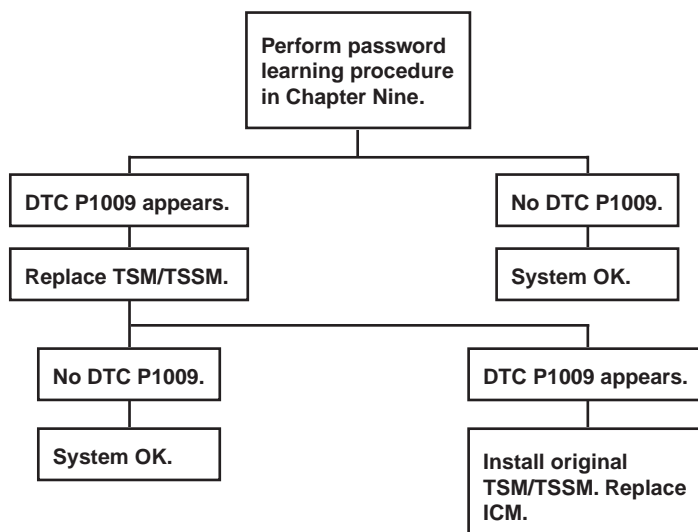 Perform password
learning procedure
in Chapter Nine.
DTC P1009 appears.
No DTC P1009.
Replace TSM/TSSM.
System OK.
No DTC P1009.
DTC P1009 appears.
System OK.
Install original
TSM/TSSM. Replace
ICM.